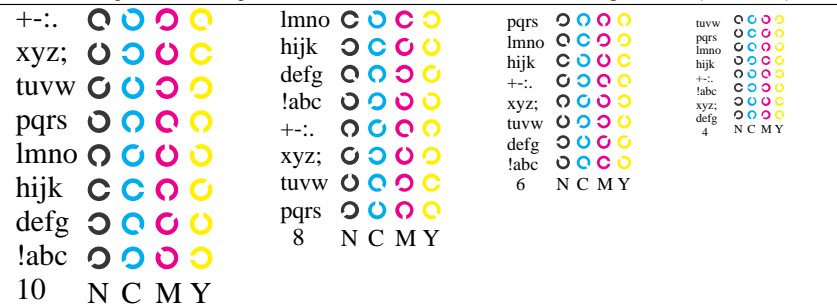 +-:.
xyz;
tuvw
pqrs
lmno
hijk
defg
!abc
10 N C M Y
lmno
hijk
defg
!abc
+-:.
xyz;
tuvw
pqrs
8 N C M Y
pqrs
lmno
hijk
+-:.
xyz;
tuvw
defg
!abc
6 N C M Y
tuvw
pqrs
lmno
hijk
+-:.
!abc
xyz;
defg
4 N C M Y